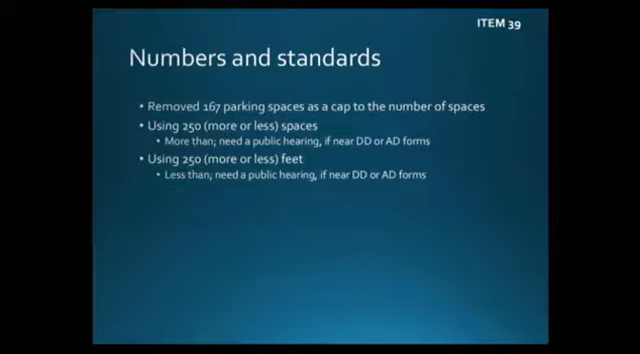 ITEM 39
Numbers and standards
• Removed 167 parking spaces as a cap to the number of spaces
• Using 250 (more or less) spaces
• More than; need a public hearing, if near DD or AD forms
• Using 250 (more or less) feet
• Less than; need a public hearing, if near DD or AD forms